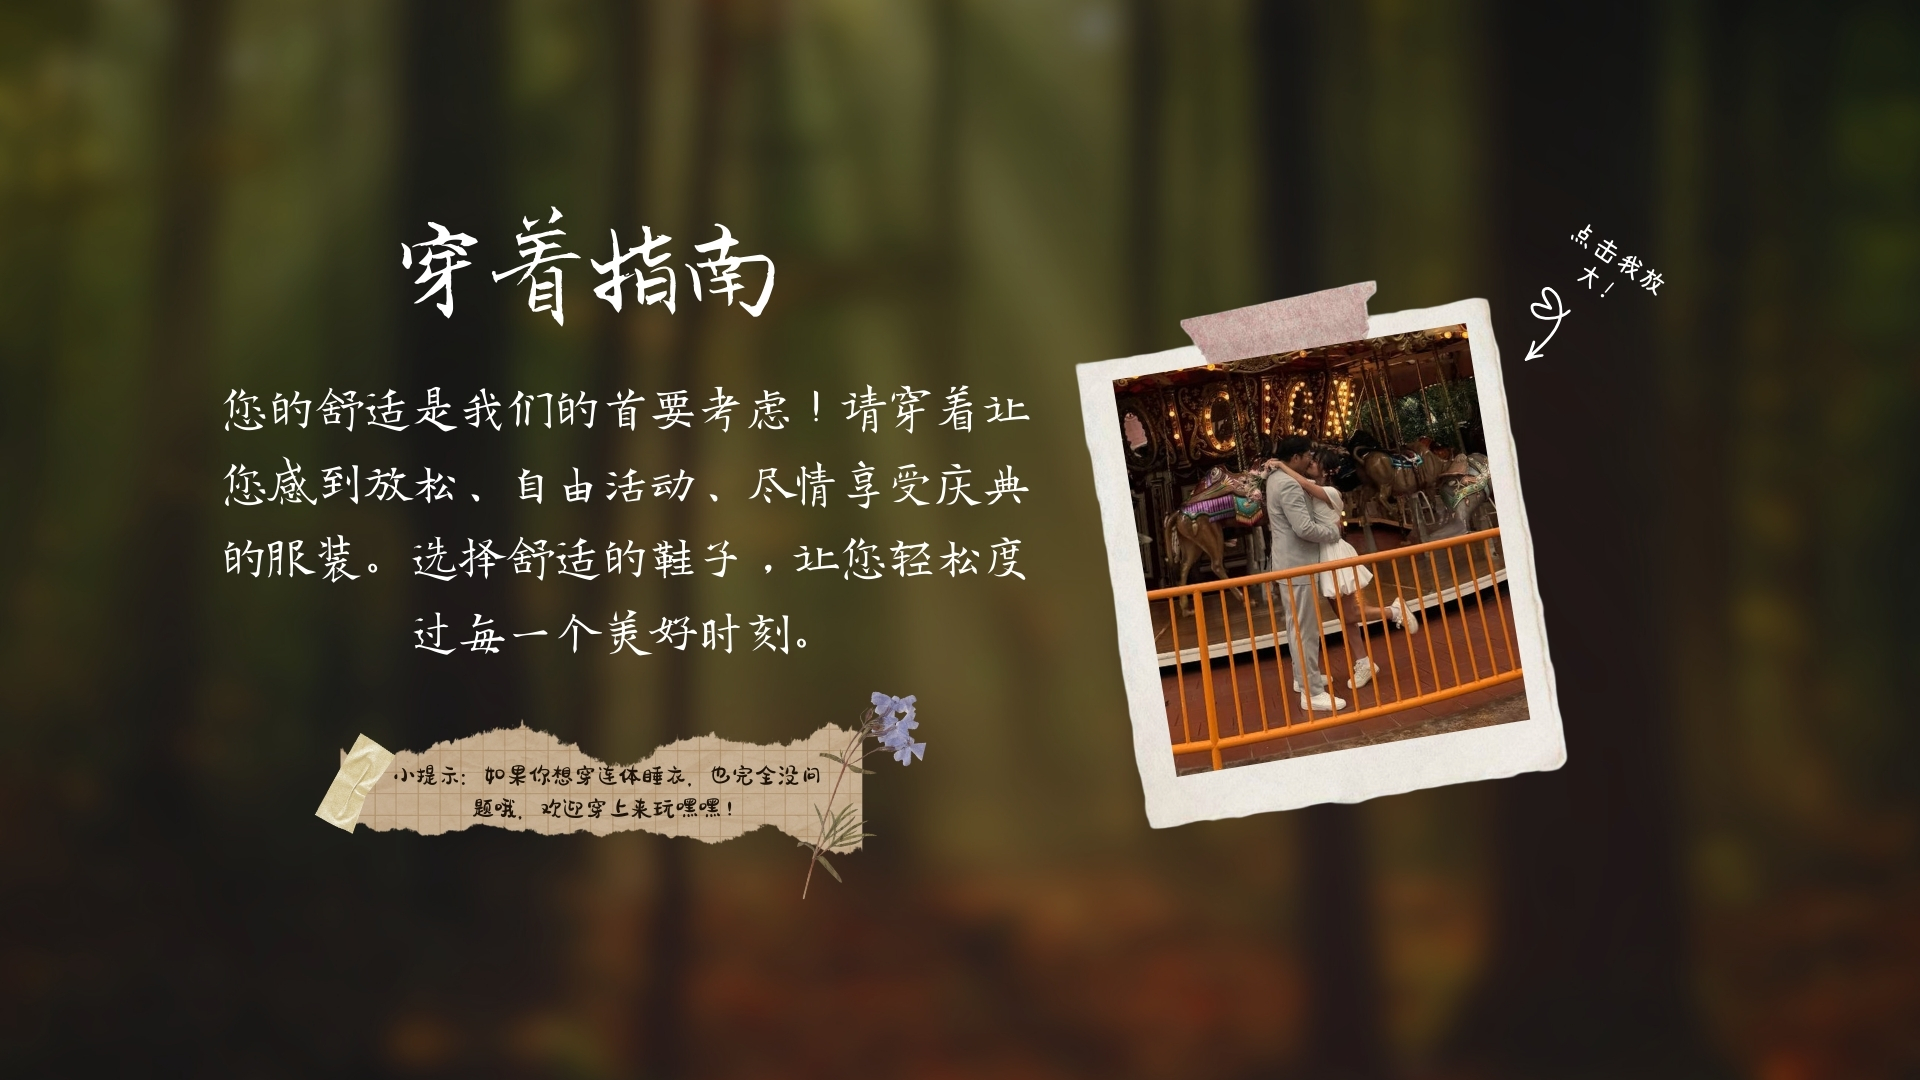 穿着指南
您的舒适是我们的首要考虑！请穿着让
您感到放松、自由活动、尽情享受庆典
的服装。选择舒适的鞋子，让您轻松度
过每一个美好时刻。
小提示：如果你想穿连体睡衣，也完全没问
题哦，欢迎穿上来玩嘿嘿！
点击我放
大！